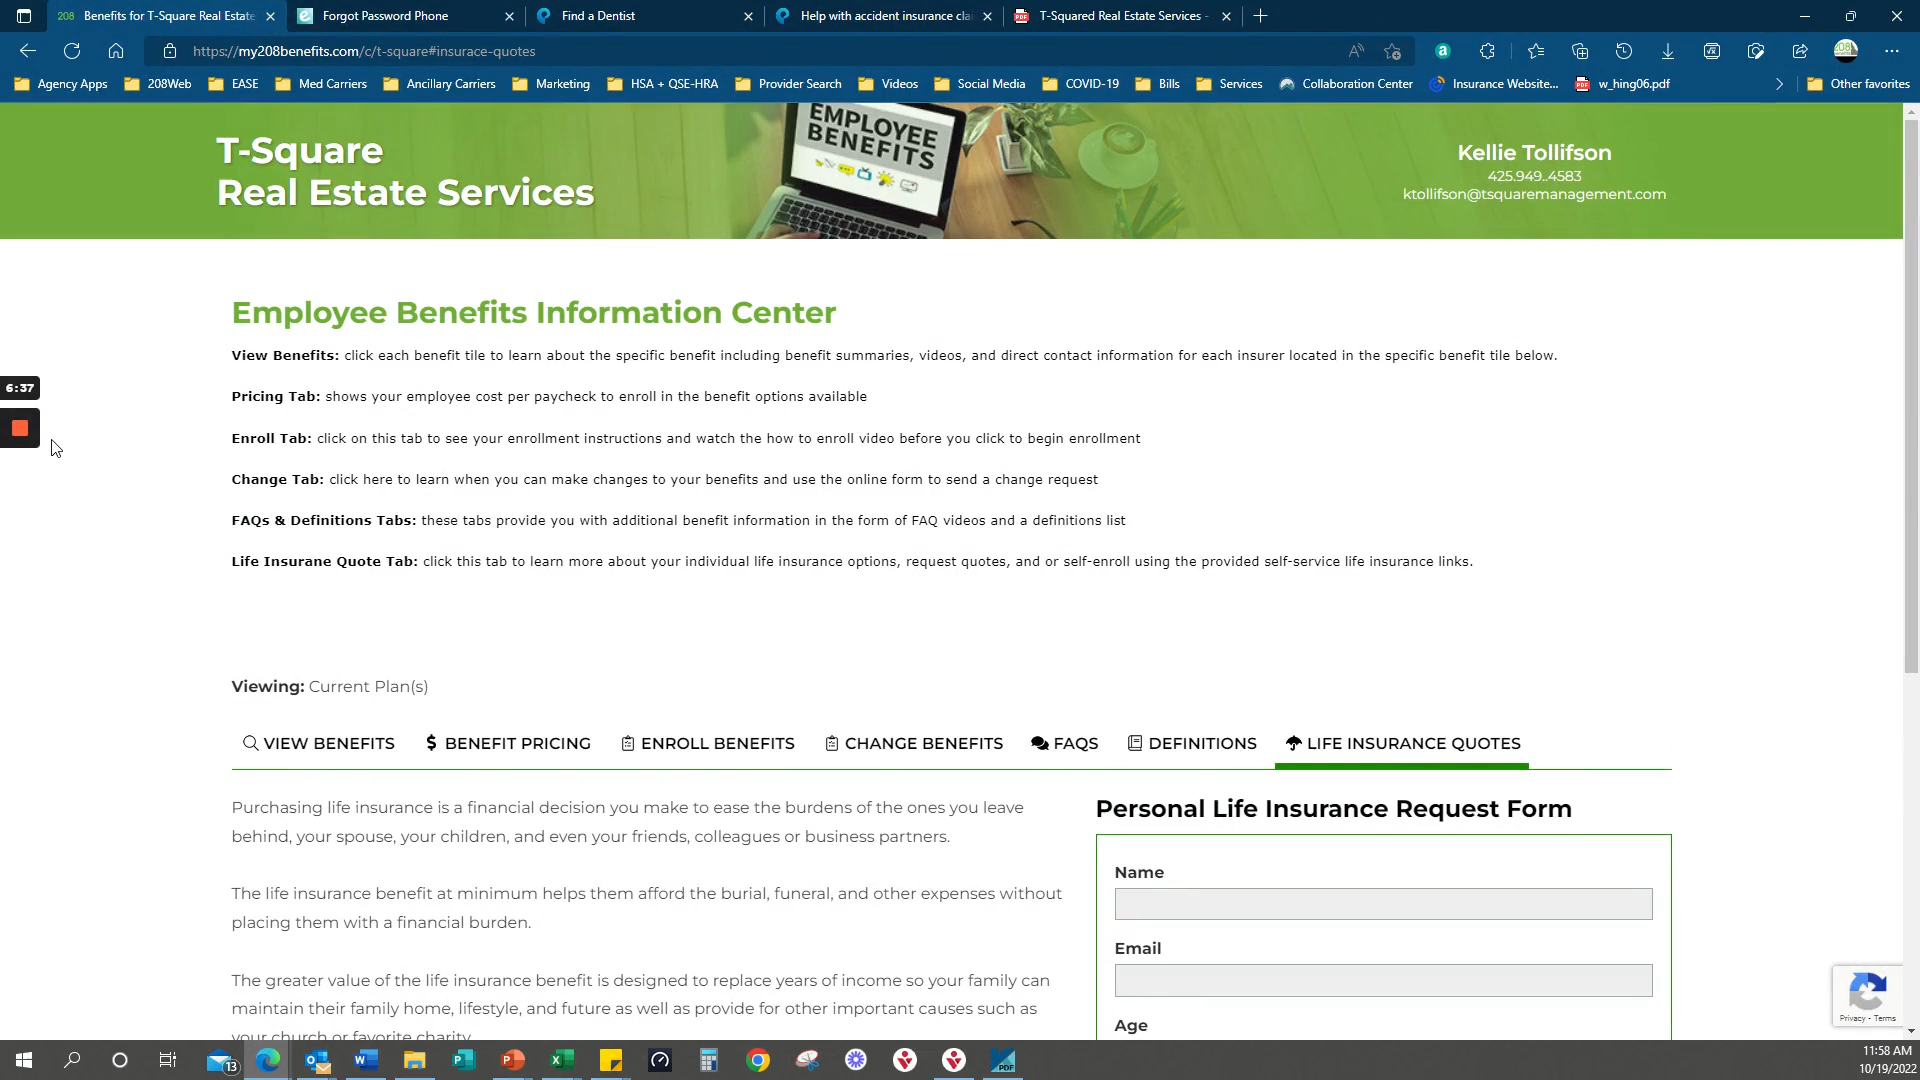 Benefits for T-Square Real Estate
Forgot Password Phone
Find a Dentist
Help with accident insurance clai
T-Squared Real Estate Services -
https://my208benefits.com/c/t-square#insurace-quotes
Agency Apps
208Web
EASE
Med Carriers
Ancillary Carriers
Marketing
HSA + QSE-HRA
Provider Search
Videos
Social Media
COVID-19
Bills
Services
Collaboration Center
Insurance Website...
w_hing06.pdf
Other favorites
T-Square
Real Estate Services
EMPLOYEE
BENEFITS
Kellie Tollifson
425.949..4583
ktollifson@tsquaremanagement.com
Employee Benefits Information Center
View Benefits: click each benefit tile to learn about the specific benefit including benefit summaries, videos, and direct contact information for each insurer located in the specific benefit tile below.
6:37
Pricing Tab: shows your employee cost per paycheck to enroll in the benefit options available
Enroll Tab: click on this tab to see your enrollment instructions and watch the how to enroll video before you click to begin enrollment
Change Tab: click here to learn when you can make changes to your benefits and use the online form to send a change request
FAQs & Definitions Tabs: these tabs provide you with additional benefit information in the form of FAQ videos and a definitions list
Life Insurane Quote Tab: click this tab to learn more about your individual life insurance options, request quotes, and or self-enroll using the provided self-service life insurance links.
Viewing: Current Plan(s)
VIEW BENEFITS
BENEFIT PRICING
ENROLL BENEFITS
CHANGE BENEFITS
FAQS
DEFINITIONS
LIFE INSURANCE QUOTES
Purchasing life insurance is a financial decision you make to ease the burdens of the ones you leave
behind, your spouse, your children, and even your friends, colleagues or business partners.
The life insurance benefit at minimum helps them afford the burial, funeral, and other expenses without
placing them with a financial burden.
The greater value of the life insurance benefit is designed to replace years of income so your family can
maintain their family home, lifestyle, and future as well as provide for other important causes such as
your church or favorite charity.
Personal Life Insurance Request Form
Name
Email
Age
Privacy - Terms
13
11:58 AM
10/19/2022